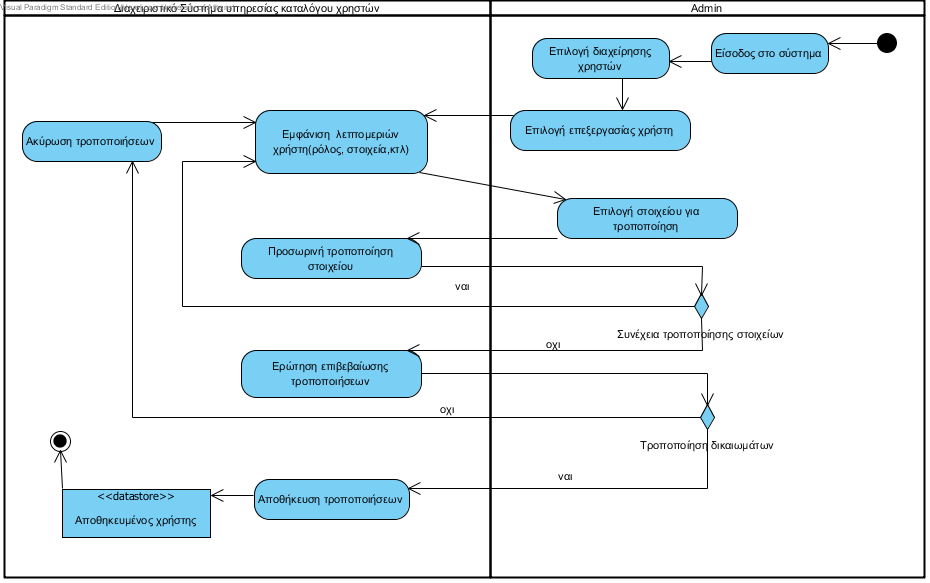 Διαχειριστικό Σύστημα υπηρεσίας καταλόγου χρηστών
Admin
Επιλογή διαχείρησης
χρηστών
Είσοδος στο σύστημα
Ακύρωση τροποποιήσεων
Εμφάνιση λεπτομεριών
χρήστη(ρόλος, στοιχεία,κτλ)
Επιλογή επεξεργασίας χρήστη
Επιλογή στοιχείου για
τροποποίηση
Προσωρινή τροποποίηση
στοιχείου
ναι
Συνέχεια τροποποίησης στοιχείων
οχι
Ερώτηση επιβεβαίωσης
τροποποιήσεων
οχι
Τροποποίηση δικαιωμάτων
ναι
Αποθήκευση τροποποιήσεων
<<datastore>>
Αποθηκευμένος χρήστης